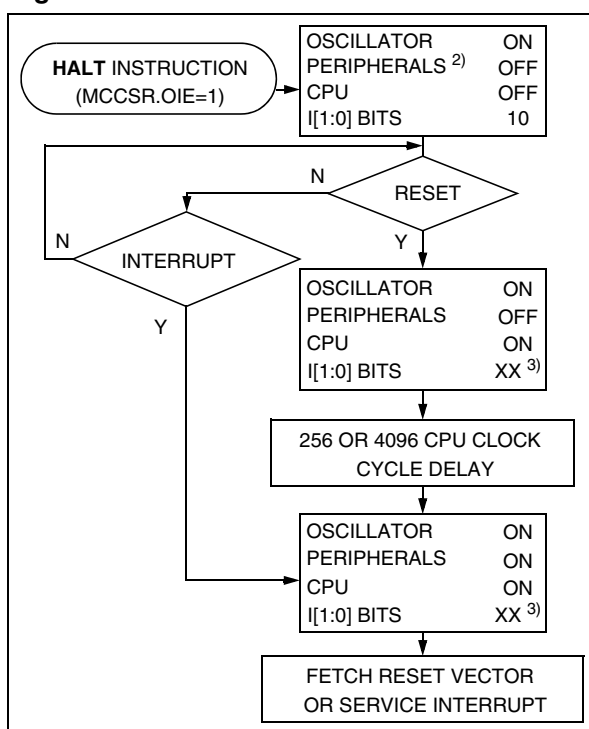 HALT INSTRUCTION
(MCCSR.OIE=1)
OSCILLATOR ON
PERIPHERALS 2) OFF
CPU OFF
I[1:0] BITS 10
N
RESET
Y
N
INTERRUPT
Y
OSCILLATOR ON
PERIPHERALS OFF
CPU ON
I[1:0] BITS XX 3)
256 OR 4096 CPU CLOCK
CYCLE DELAY
OSCILLATOR ON
PERIPHERALS ON
CPU ON
I[1:0] BITS XX 3)
FETCH RESET VECTOR
OR SERVICE INTERRUPT